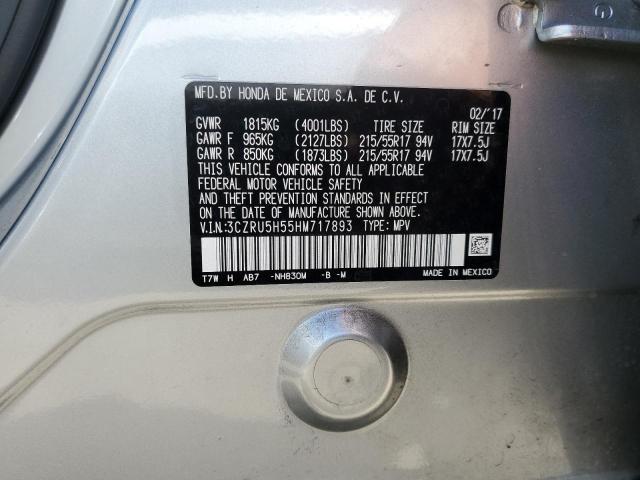 MFD.BY HONDA DE MEXICO S.A. DE C.V.
02/'17
GVWR 1815KG (4001LBS) TIRE SIZE RIM SIZE
GAWR F 965KG (2127LBS) 215/55R17 94V 17X7.5J
GAWR R 850KG (1873LBS) 215/55R17 94V 17X7.5J
THIS VEHICLE CONFORMS TO ALL APPLICABLE
FEDERAL MOTOR VEHICLE SAFETY
AND THEFT PREVENTION STANDARDS IN EFFECT
ON THE DATE OF MANUFACTURE SHOWN ABOVE.
V.I.N.:3CZRU5H55HM717893 TYPE: MPV
T7W H AB7 -NH830M -B -M MADE IN MEXICO